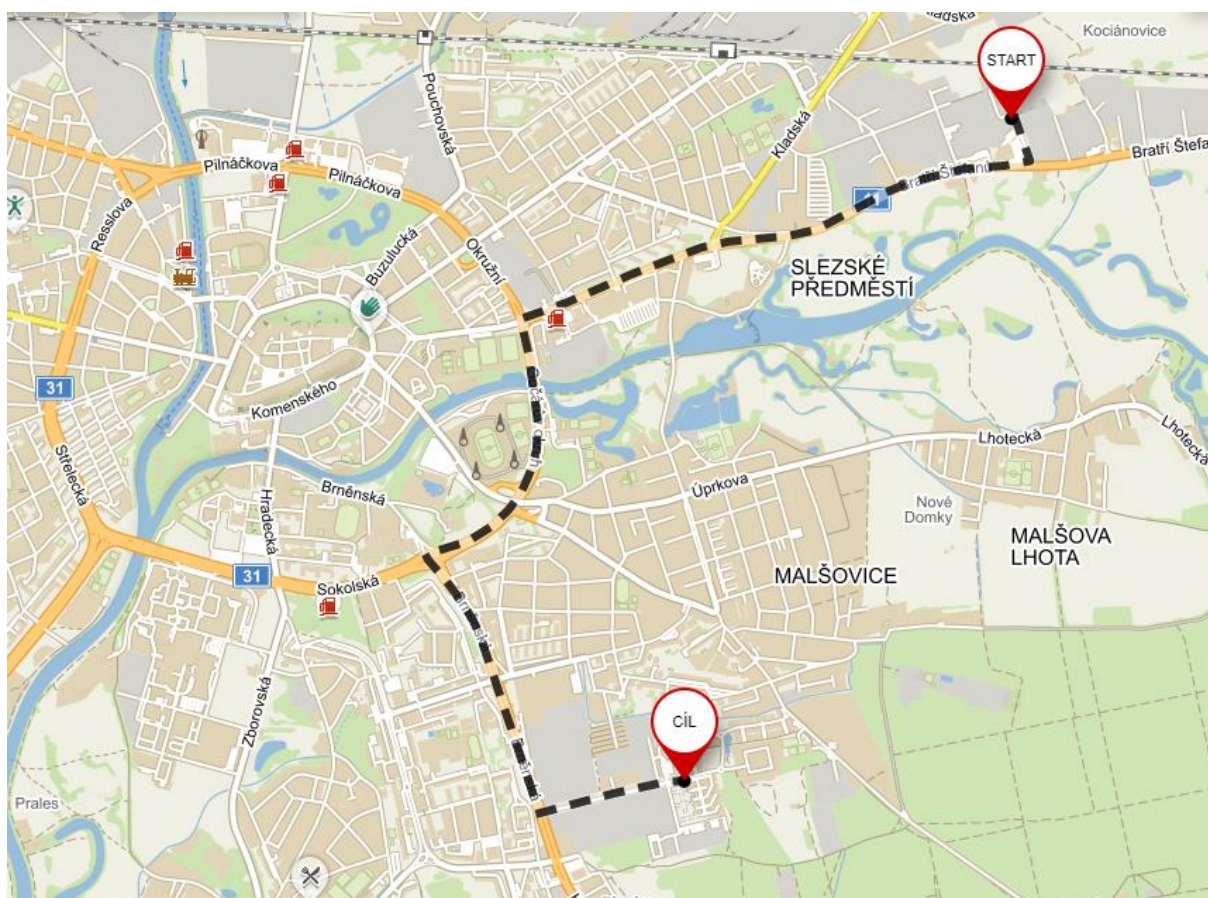 Kladská
Kociánovice
START
Pouchovská
Kladská
Pilnáčkova
Pilnáčkova
Bratří Štefa
Resslova
Buzulucká
Okružní
SLEZSKÉ
PŘEDMĚSTÍ
31
Komenského
Střelecká
Lhotecká
Lhotecká
Brněnská
Úprkova
Hradecká
Nové
Domky
MALŠOVA
LHOTA
31
Sokolská
MALŠOVICE
Zborovská
CÍL
Prales